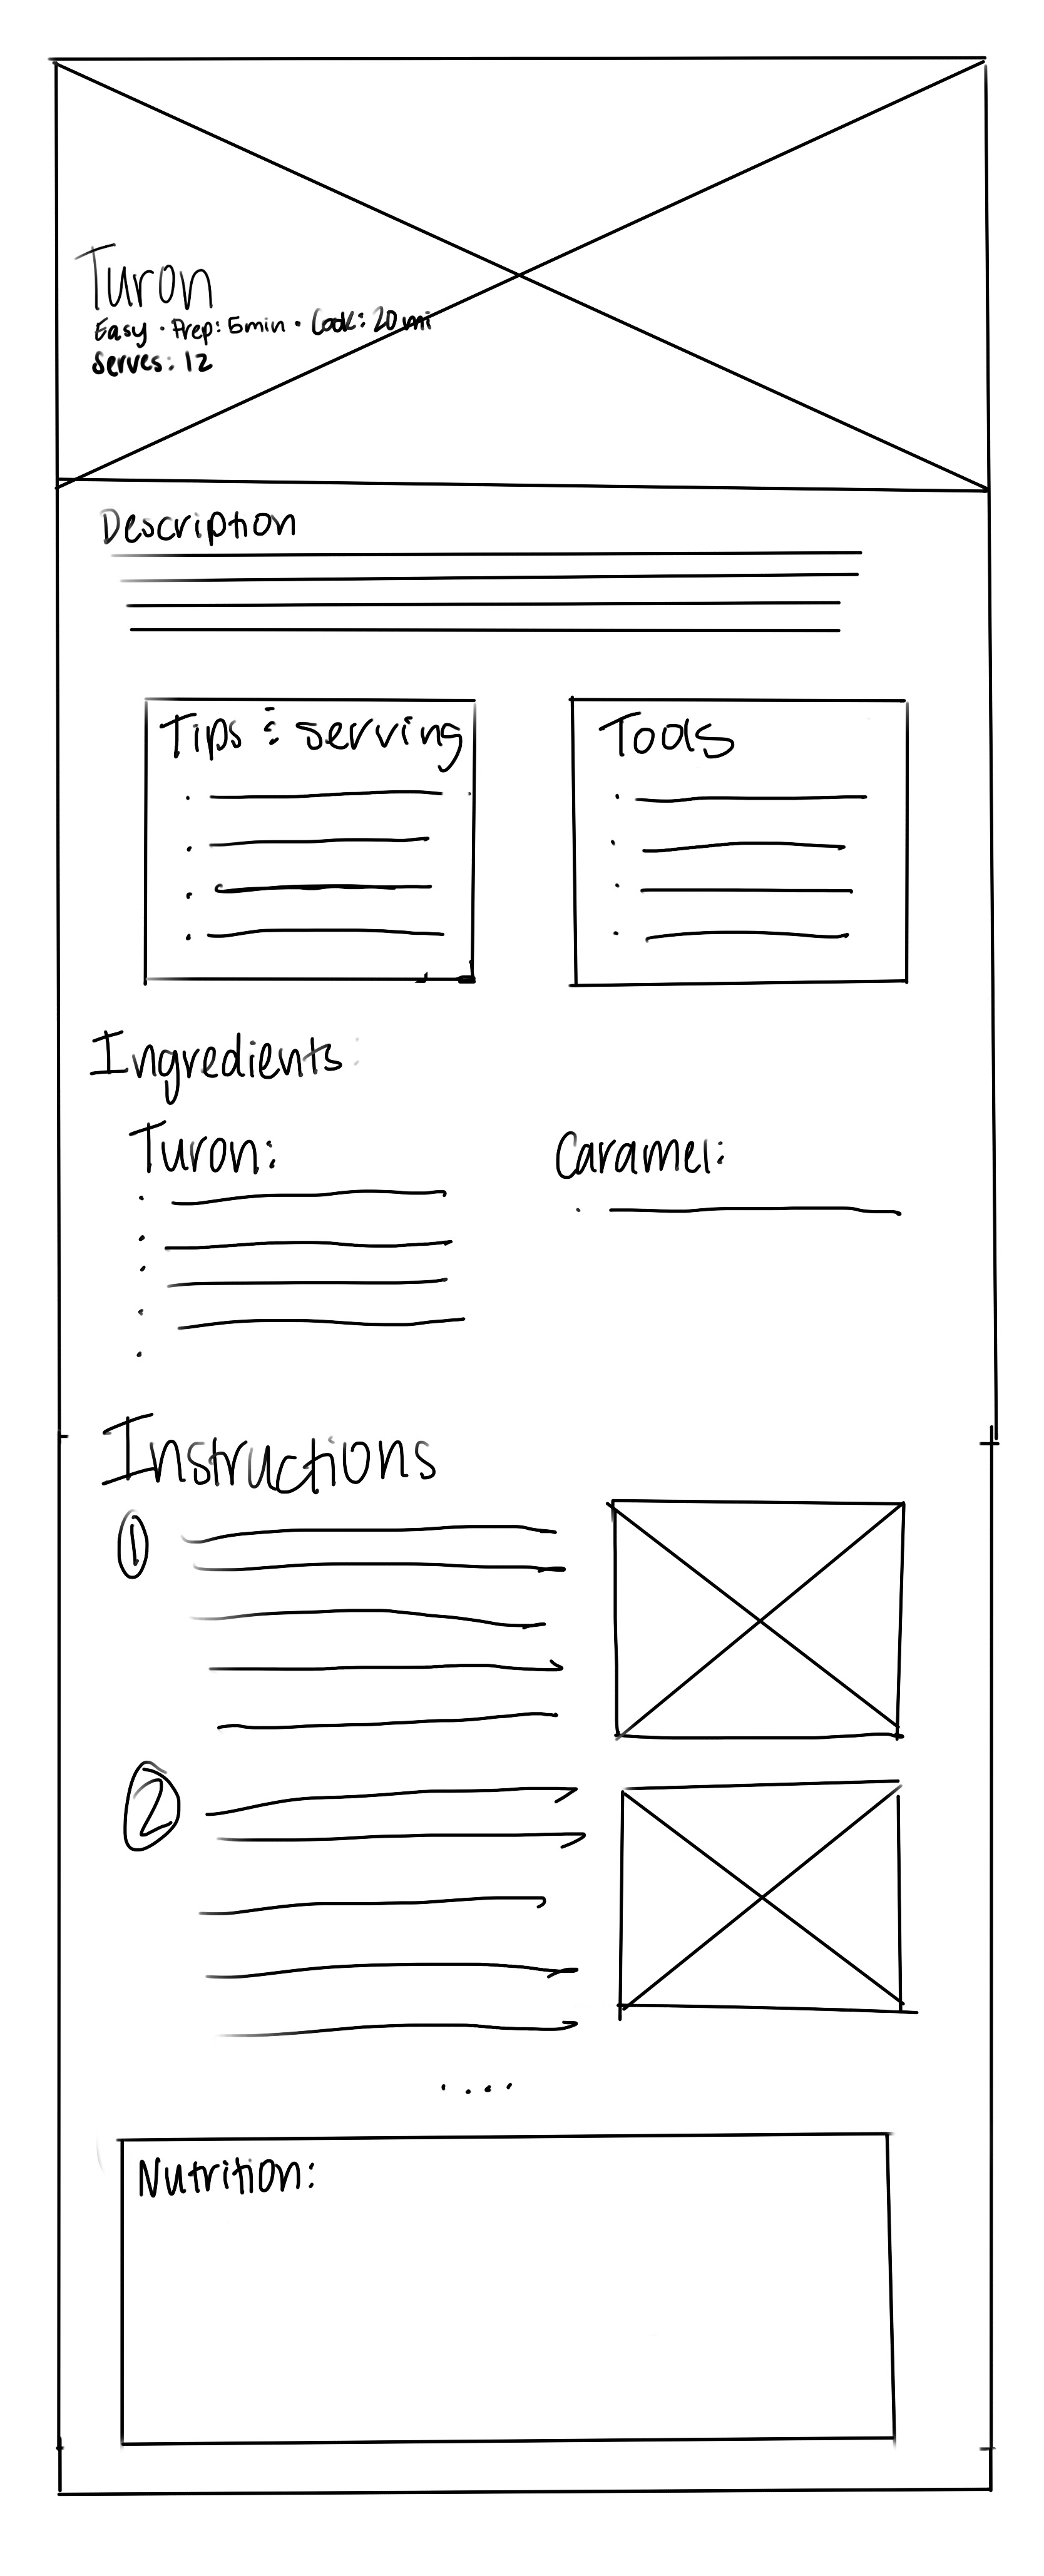 Turon
Easy · Prep: 5min · Cook: 20 mi
Serves: 12
Description
Tips & serving
Tools
Ingredients:
Turon:
Caramel:
Instructions
1
2
....
Nutrition: